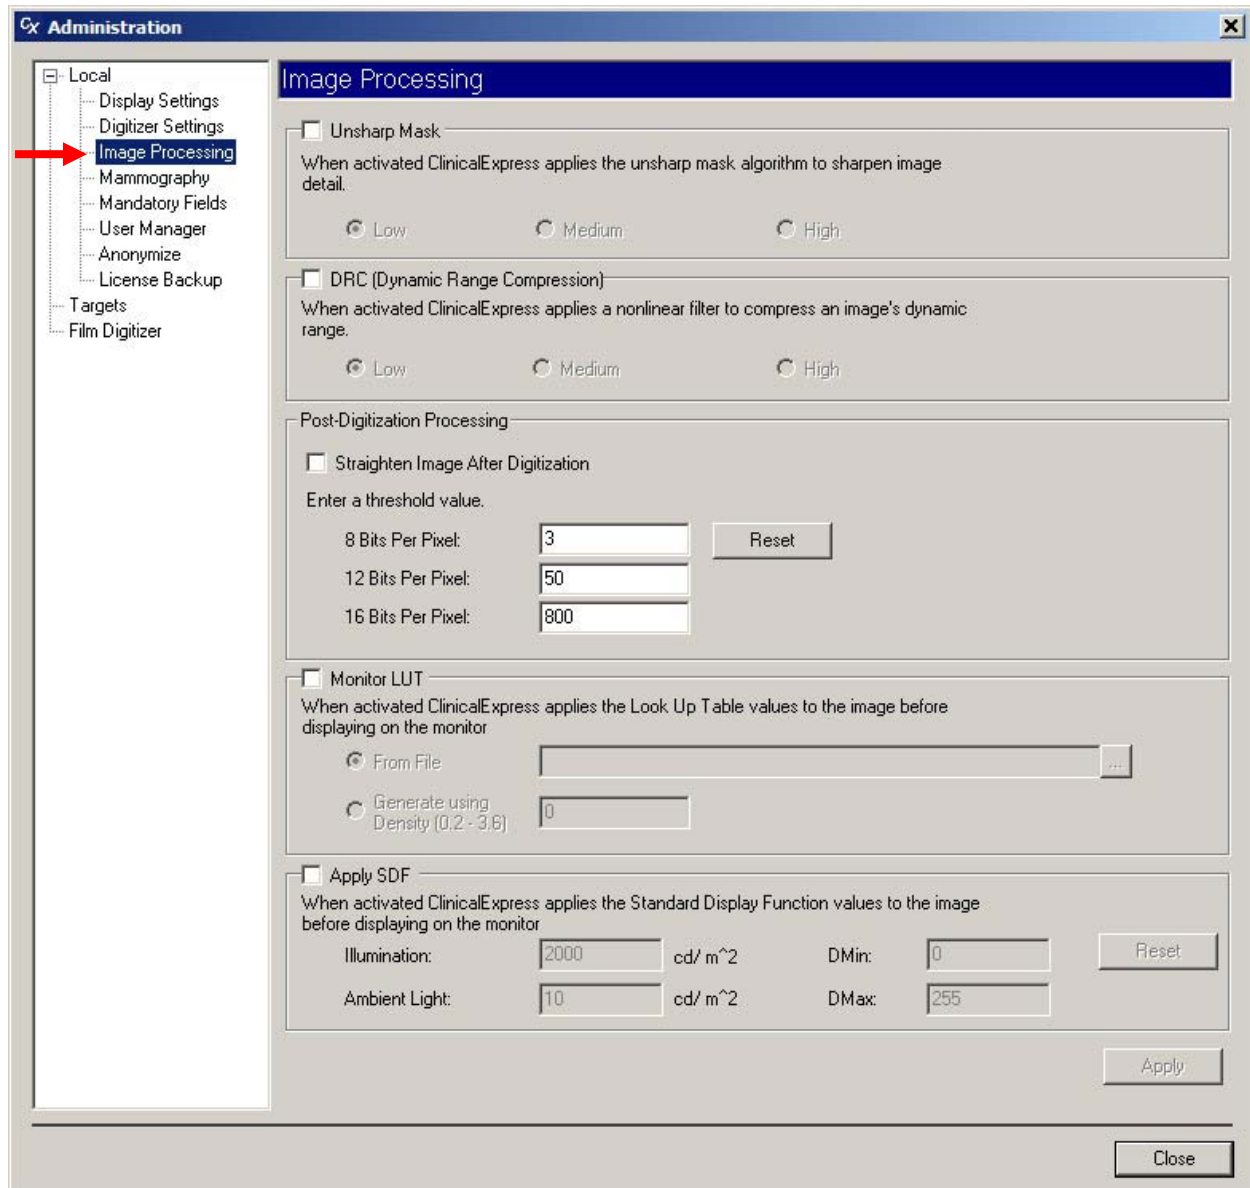 Cx Administration
Local
Display Settings
Digitizer Settings
Image Processing
Mammography
Mandatory Fields
User Manager
Anonymize
License Backup
Targets
Film Digitizer
Image Processing
Unsharp Mask
When activated ClinicalExpress applies the unsharp mask algorithm to sharpen image
detail.
Low Medium High
DRC (Dynamic Range Compression)
When activated ClinicalExpress applies a nonlinear filter to compress an image's dynamic
range.
Low Medium High
Post-Digitization Processing
Straighten Image After Digitization
Enter a threshold value.
8 Bits Per Pixel: 3 Reset
12 Bits Per Pixel: 50
16 Bits Per Pixel: 800
Monitor LUT
When activated ClinicalExpress applies the Look Up Table values to the image before
displaying on the monitor
From File ...
Generate using
Density (0.2 - 3.6) 0
Apply SDF
When activated ClinicalExpress applies the Standard Display Function values to the image
before displaying on the monitor
Illumination: 2000 cd/ m^2 DMin: 0 Reset
Ambient Light: 10 cd/ m^2 DMax: 255
Apply
Close